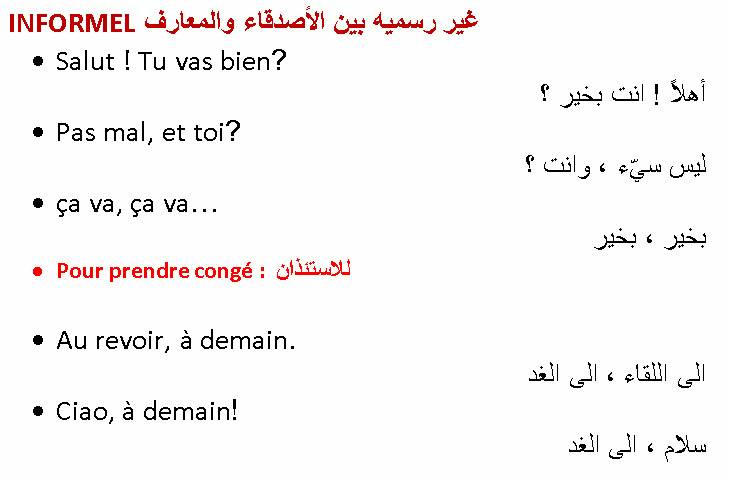 INFORMEL غير رسميه بين الأصدقاء والمعارف
• Salut ! Tu vas bien?
أهلاً ! انت بخير ؟
• Pas mal, et toi?
ليس سيّء ، وانت ؟
• ça va, ça va…
بخير ، بخير
• Pour prendre congé : للاستئذان
• Au revoir, à demain.
الى اللقاء ، الى الغد
• Ciao, à demain!
سلام ، الى الغد